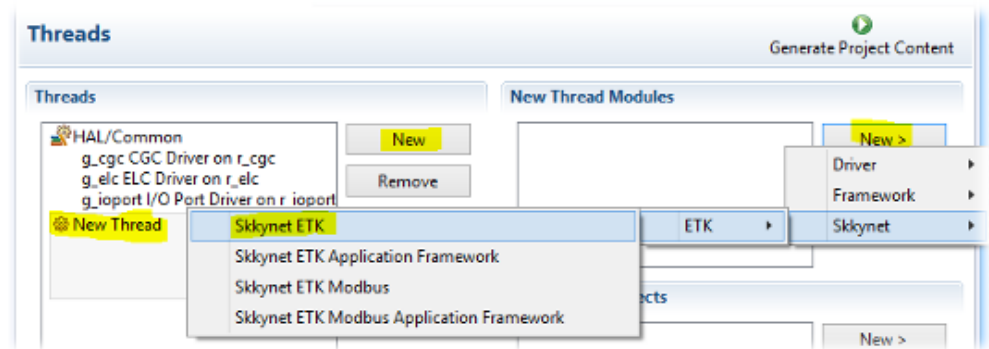 Threads
Generate Project Content
Threads
HAL/Common
g_cgc CGC Driver on r_cgc
g_elc ELC Driver on r_elc
g_ioport I/O Port Driver on r_ioport
New Thread
New
Remove
New Thread Modules
New >
Driver
Framework
Skkynet
ETK
Skkynet ETK
Skkynet ETK Application Framework
Skkynet ETK Modbus
Skkynet ETK Modbus Application Framework
New >